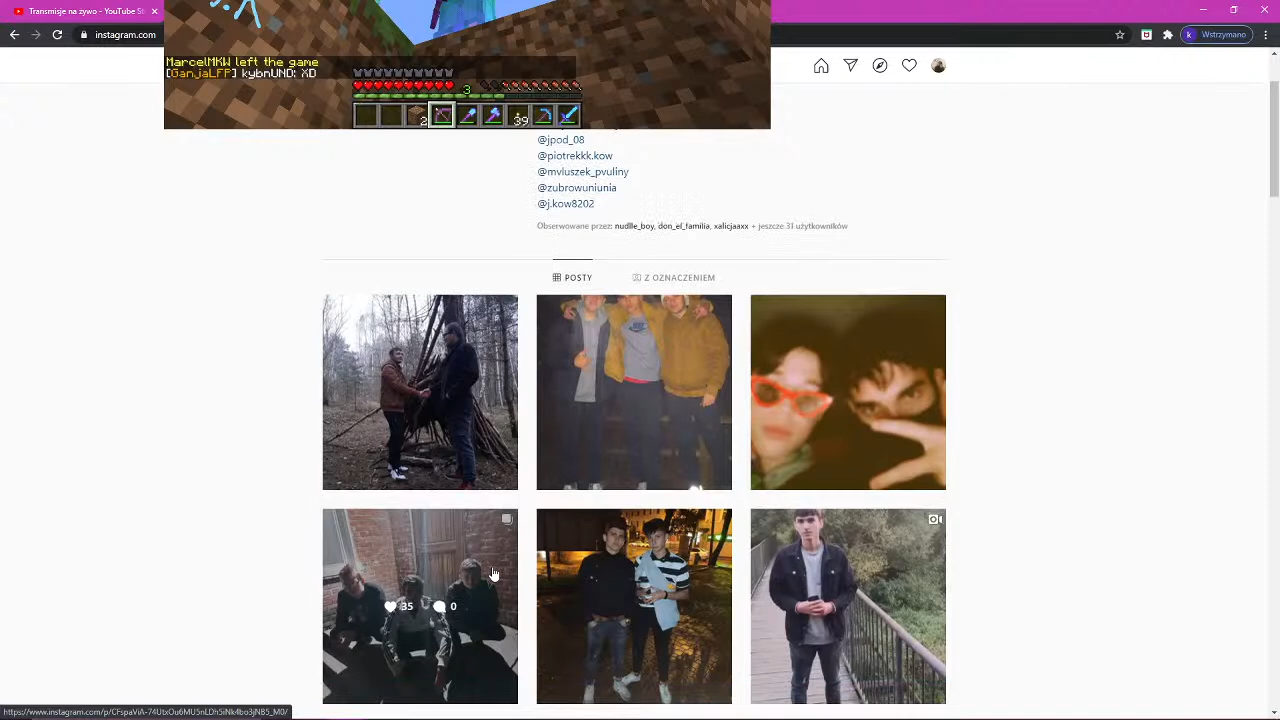 Transmisje na żywo - YouTube St
instagram.com
Wstrzymano
MarcelMKW left the game
[GanjaLFP] kybnUND: XD
3
2
39
@jpod_08
@piotrekkk.kow
@mvluszek_pvuliny
@zubrowuniunia
@j.kow8202
Obserwowane przez: nudlle_boy, don_el_familia, xalicjaaxx + jeszcze 31 użytkowników
POSTY
Z OZNACZENIEM
35
0